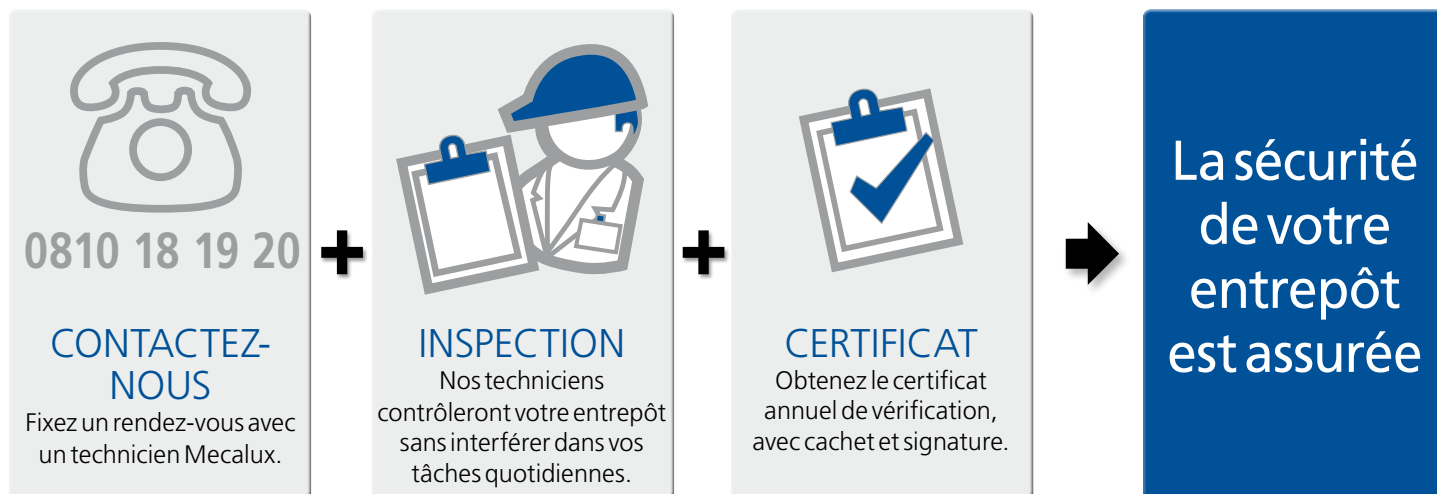 0810 18 19 20
CONTACTEZ-
NOUS
Fixez un rendez-vous avec
un technicien Mecalux.
INSPECTION
Nos techniciens
contrôleront votre entrepôt
sans interférer dans vos
tâches quotidiennes.
CERTIFICAT
Obtenez le certificat
annuel de vérification,
avec cachet et signature.
La sécurité
de votre
entrepôt
est assurée